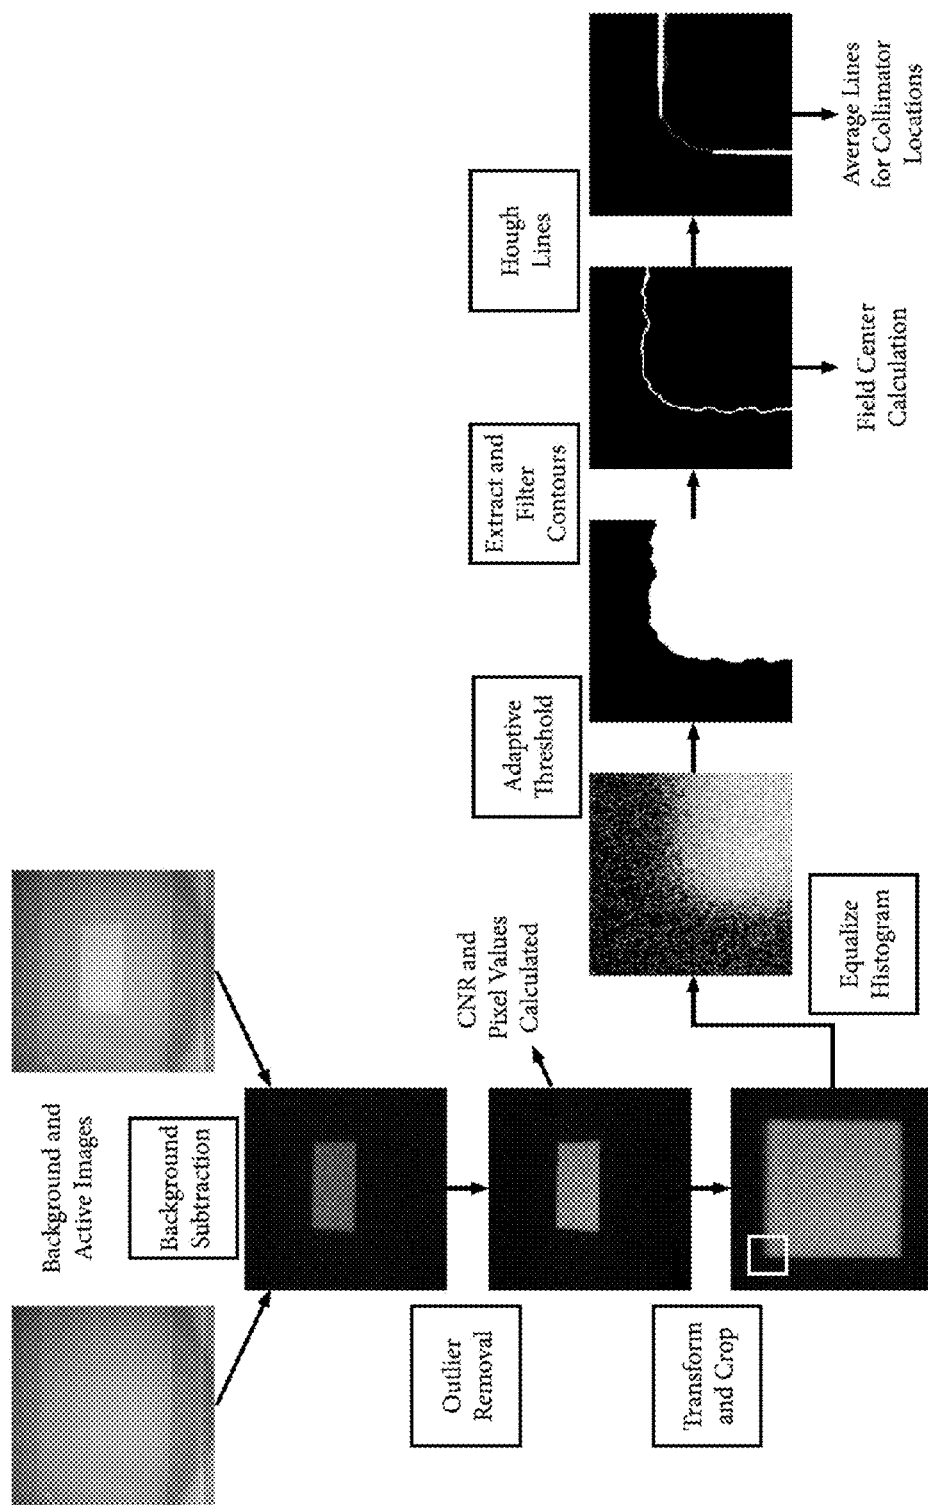 Background and
Active Images
Background
Subtraction
Outlier
Removal
CNR and
Pixel Values
Calculated
Transform
and Crop
Equalize
Histogram
Adaptive
Threshold
Extract and
Filter
Contours
Field Center
Calculation
Hough
Lines
Average Lines
for Collimator
Locations